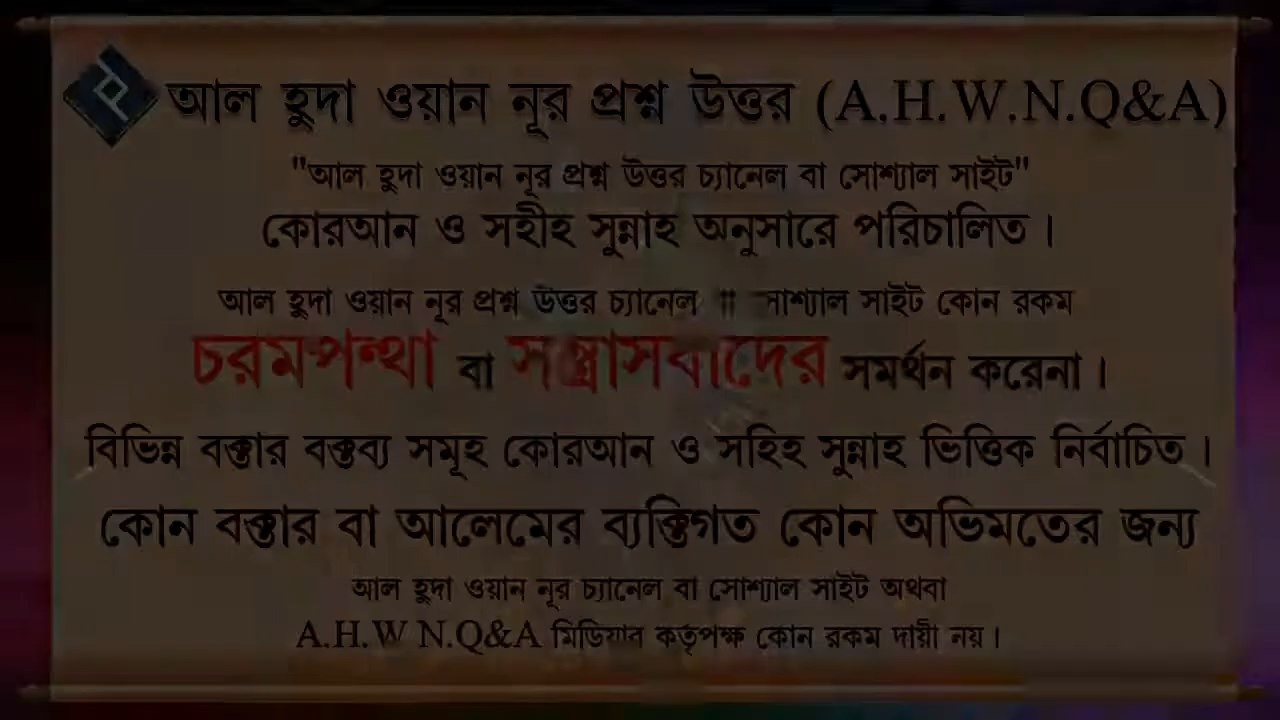 আল হুদা ওয়ান নূর প্রশ্ন উত্তর (A.H.W.N.Q&A)
"আল হুদা ওয়ান নূর প্রশ্ন উত্তর চ্যানেল বা সোশ্যাল সাইট"
কোরআন ও সহীহ সুন্নাহ অনুসারে পরিচালিত।
আল হুদা ওয়ান নূর প্রশ্ন উত্তর চ্যানেল সাইট কোন রকম
চরমপন্থা বা সন্ত্রাসবাদের সমর্থন করেনা।
বিভিন্ন বক্তার বক্তব্য সমূহ কোরআন ও সহিহ সুন্নাহ ভিত্তিক নির্বাচিত।
কোন বক্তার বা আলেমের ব্যক্তিগত কোন অভিমতের জন্য
আল হুদা ওয়ান নূর চ্যানেল বা সোশ্যাল সাইট অথবা
A.H.W N.Q&A মিডিয়ার কর্তৃপক্ষ কোন রকম দায়ী নয়।